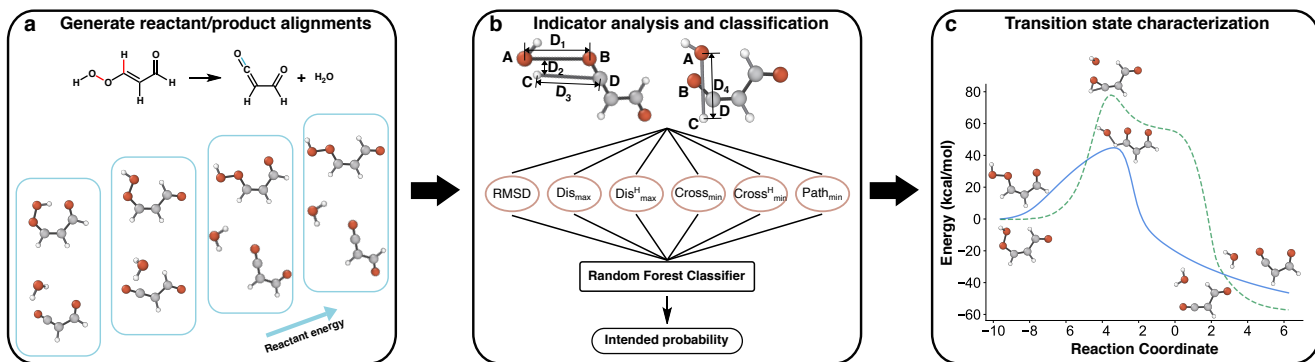 a Generate reactant/product alignments
H O O H H O H
O C O H H + H₂O
Reactant energy
b Indicator analysis and classification
D₁
A B
D₂
C D
D₃
A
D₄
B
D
C
RMSD Dis_max Dis^H_max Cross_min Cross^H_min Path_min
Random Forest Classifier
Intended probability
c Transition state characterization
Energy (kcal/mol)
80
60
40
20
0
−20
−40
−60
−10 6 4 2 0 2 4 6
Reaction Coordinate